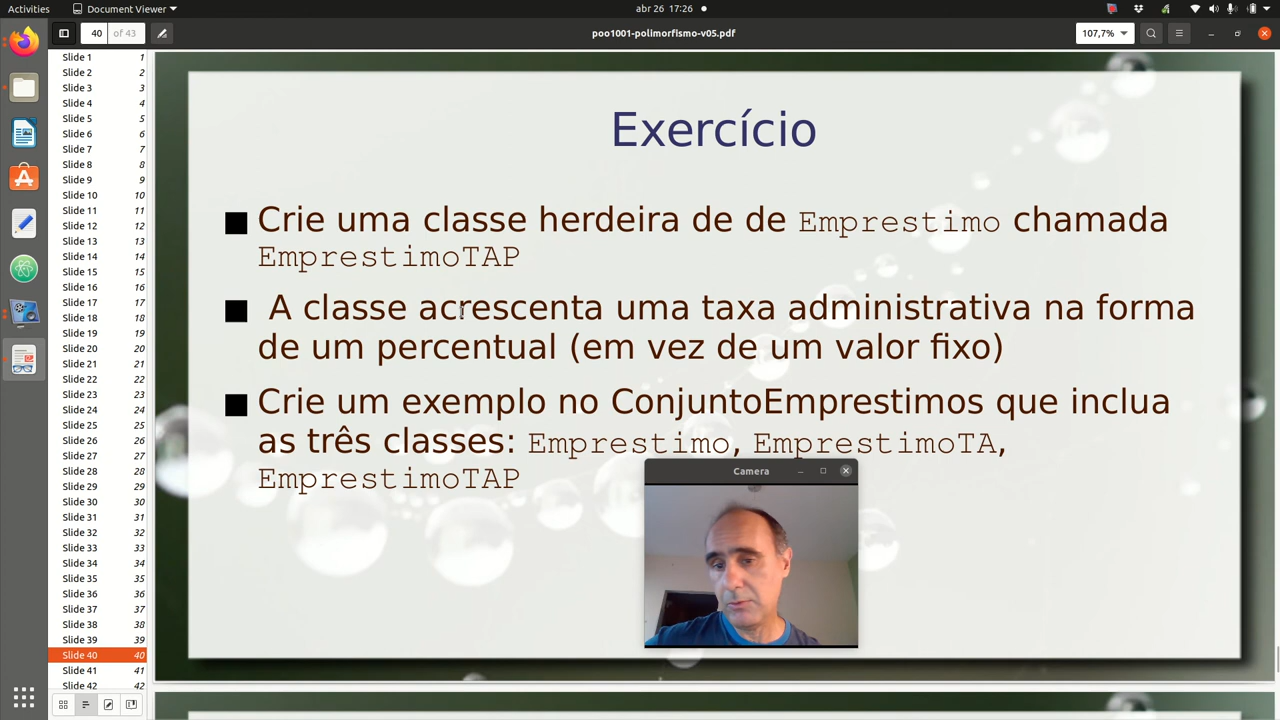 Activities
Document Viewer
abr 26 17:26
40
of 43
poo1001-polimorfismo-v05.pdf
107,7%
Slide 1 1
Slide 2 2
Slide 3 3
Slide 4 4
Slide 5 5
Slide 6 6
Slide 7 7
Slide 8 8
Slide 9 9
Slide 10 10
Slide 11 11
Slide 12 12
Slide 13 13
Slide 14 14
Slide 15 15
Slide 16 16
Slide 17 17
Slide 18 18
Slide 19 19
Slide 20 20
Slide 21 21
Slide 22 22
Slide 23 23
Slide 24 24
Slide 25 25
Slide 26 26
Slide 27 27
Slide 28 28
Slide 29 29
Slide 30 30
Slide 31 31
Slide 32 32
Slide 33 33
Slide 34 34
Slide 35 35
Slide 36 36
Slide 37 37
Slide 38 38
Slide 39 39
Slide 40 40
Slide 41 41
Slide 42 42
Exercício
Crie uma classe herdeira de de Emprestimo chamada
EmprestimoTAP
A classe acrescenta uma taxa administrativa na forma
de um percentual (em vez de um valor fixo)
Crie um exemplo no ConjuntoEmprestimos que inclua
as três classes: Emprestimo, EmprestimoTA,
EmprestimoTAP
Camera